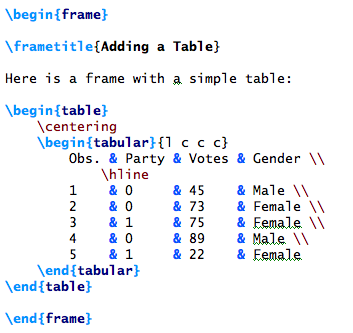 \begin{frame}
\frametitle{Adding a Table}
Here is a frame with a simple table:
\begin{table}
\centering
\begin{tabular}{l c c c}
Obs. & Party & Votes & Gender \\
\hline
1 & 0 & 45 & Male \\
2 & 0 & 73 & Female \\
3 & 1 & 75 & Female \\
4 & 0 & 89 & Male \\
5 & 1 & 22 & Female
\end{tabular}
\end{table}
\end{frame}